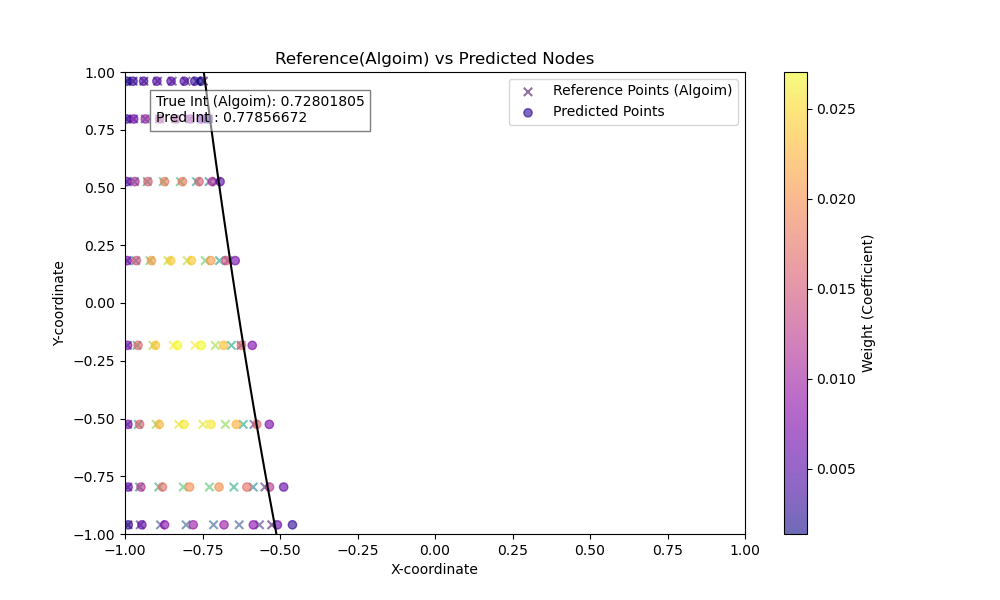 Reference(Algoim) vs Predicted Nodes
True Int (Algoim): 0.72801805
Pred Int : 0.77856672
Reference Points (Algoim)
Predicted Points
Y-coordinate
1.00
0.75
0.50
0.25
0.00
−0.25
−0.50
−0.75
−1.00
−1.00 −0.75 −0.50 −0.25 0.00 0.25 0.50 0.75 1.00
X-coordinate
0.025
0.020
0.015
0.010
0.005
Weight (Coefficient)